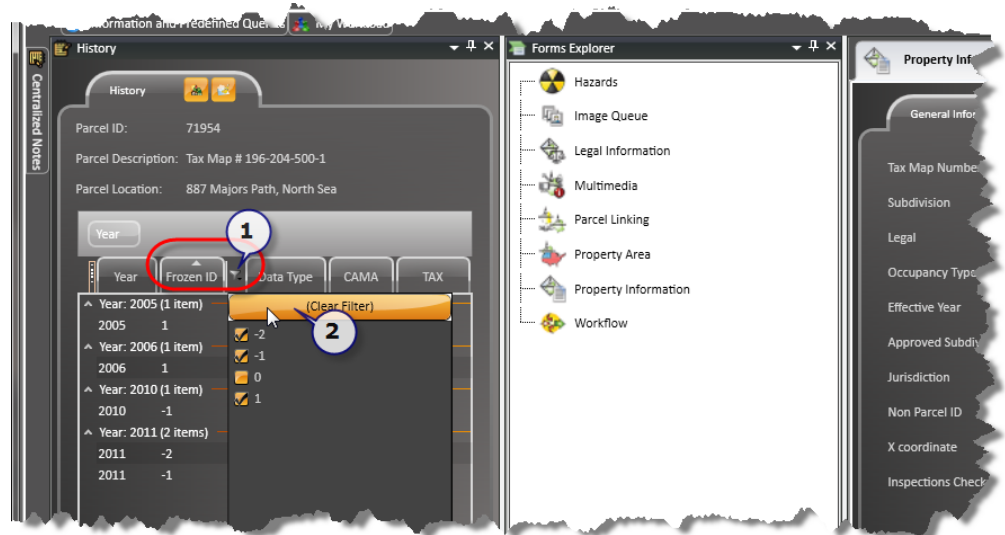 Information and Predefined Queries
History
Centralized Notes
History
Parcel ID: 71954
Parcel Description: Tax Map # 196-204-500-1
Parcel Location: 887 Majors Path, North Sea
Year
1
Year Frozen ID Data Type CAMA TAX
Year: 2005 (1 item)
2005 1
Year: 2006 (1 item)
2006 1
Year: 2010 (1 item)
2010 -1
Year: 2011 (2 items)
2011 -2
2011 -1
(Clear Filter)
2
-2
-1
0
1
Forms Explorer
Hazards
Image Queue
Legal Information
Multimedia
Parcel Linking
Property Area
Property Information
Workflow
Property Inf
General Infor
Tax Map Number
Subdivision
Legal
Occupancy Type
Effective Year
Approved Subdiv
Jurisdiction
Non Parcel ID
X coordinate
Inspections Check